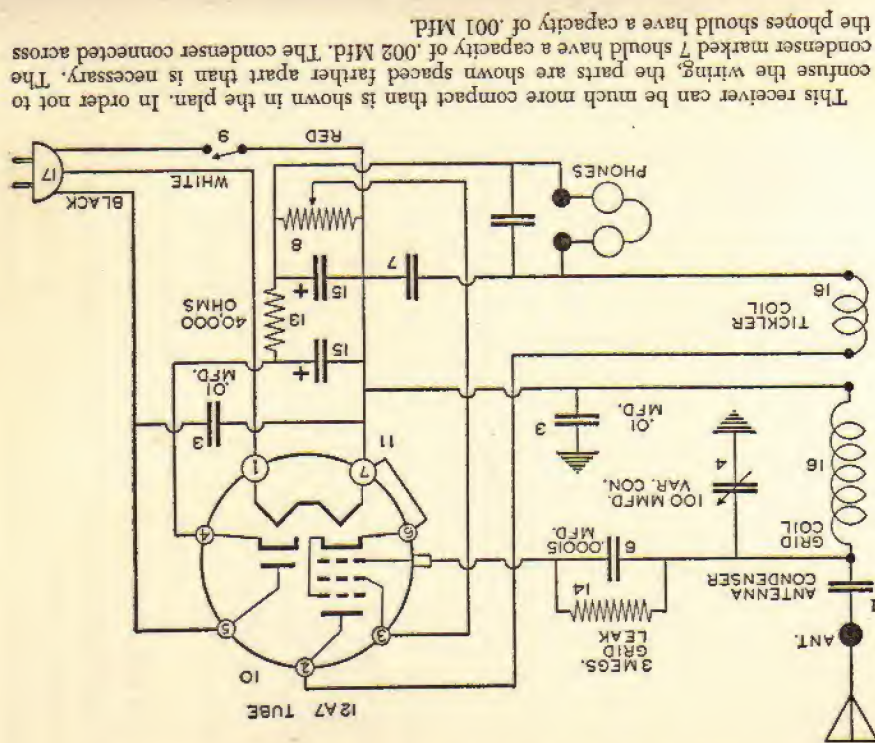 12A7 TUBE
10
ANT.
3 MEGS.
GRID
LEAK
14
2
3
5
1
ANTENNA
CONDENSER
6
.00015
MFD.
GRID
COIL
16
100 MMFD.
VAR. CON.
4
.01
MFD.
3
6
4
7
1
11
3
.01
MFD.
15
+
13
40,000
OHMS
TICKLER
COIL
16
7
15
+
8
PHONES
BLACK
WHITE
17
RED
9
This receiver can be much more compact than is shown in the plan. In order not to
confuse the wiring, the parts are shown spaced farther apart than is necessary. The
condenser marked 7 should have a capacity of .002 Mfd. The condenser connected across
the phones should have a capacity of .001 Mfd.